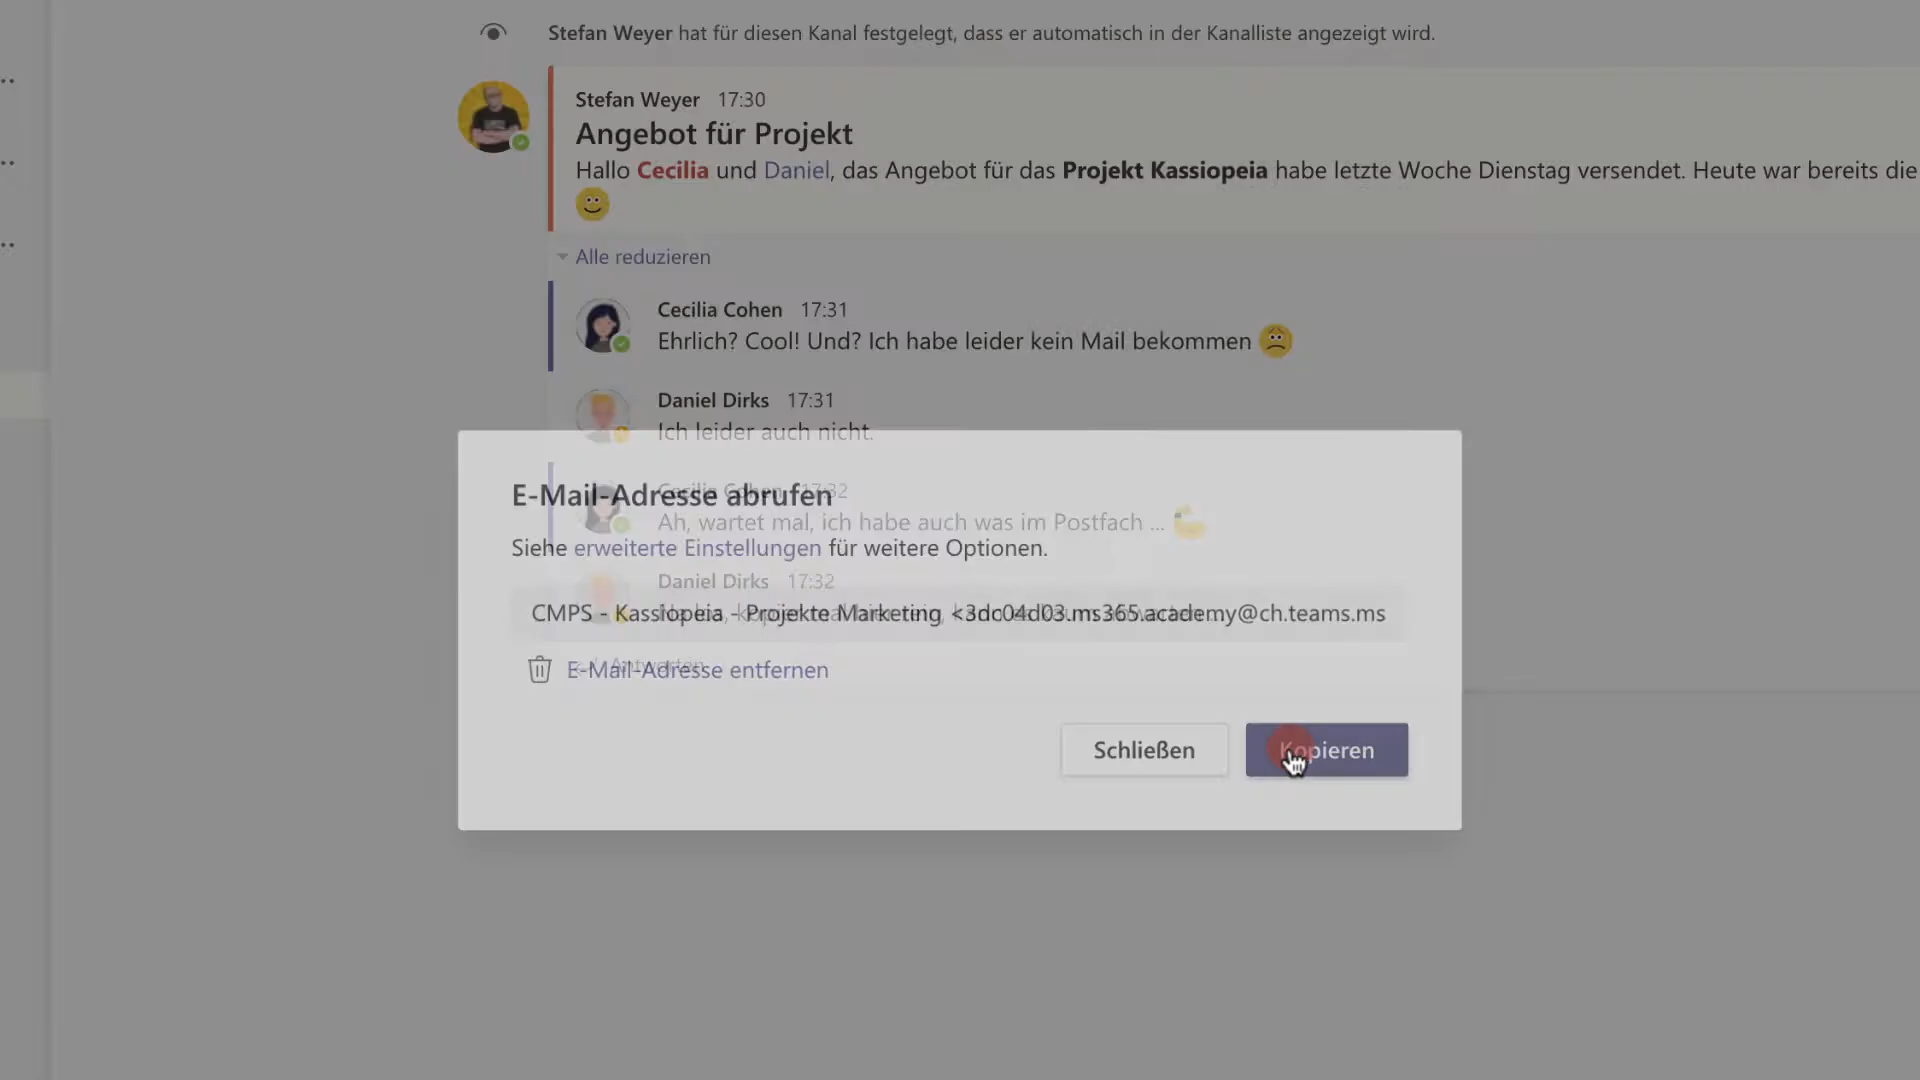 Stefan Weyer hat für diesen Kanal festgelegt, dass er automatisch in der Kanalliste angezeigt wird.
Stefan Weyer 17:30
Angebot für Projekt
Hallo Cecilia und Daniel, das Angebot für das Projekt Kassiopeia habe letzte Woche Dienstag versendet. Heute war bereits die
Alle reduzieren
Cecilia Cohen 17:31
Ehrlich? Cool! Und? Ich habe leider kein Mail bekommen
Daniel Dirks 17:31
Ich leider auch nicht.
E-Mail-Adresse abrufen
Cecilia Cohen 17:32
Ah, wartet mal, ich habe auch was im Postfach ...
Siehe erweiterte Einstellungen für weitere Optionen.
Daniel Dirks 17:32
CMPS - Kassiopeia - Projekte Marketing <3dc04d03.ms365.academy@ch.teams.ms
Antworten
E-Mail-Adresse entfernen
Schließen
Kopieren